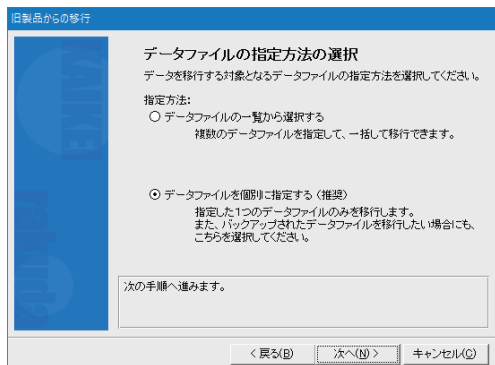 旧製品からの移行
データファイルの指定方法の選択
データを移行する対象となるデータファイルの指定方法を選択してください。
指定方法:
データファイルの一覧から選択する
複数のデータファイルを指定して、一括して移行できます。
データファイルを個別に指定する（推奨）
指定した1つのデータファイルのみを移行します。
また、バックアップされたデータファイルを移行したい場合にも、
こちらを選択してください。
次の手順へ進みます。
< 戻る(B) 次へ(N) > キャンセル(C)
KAIKEI